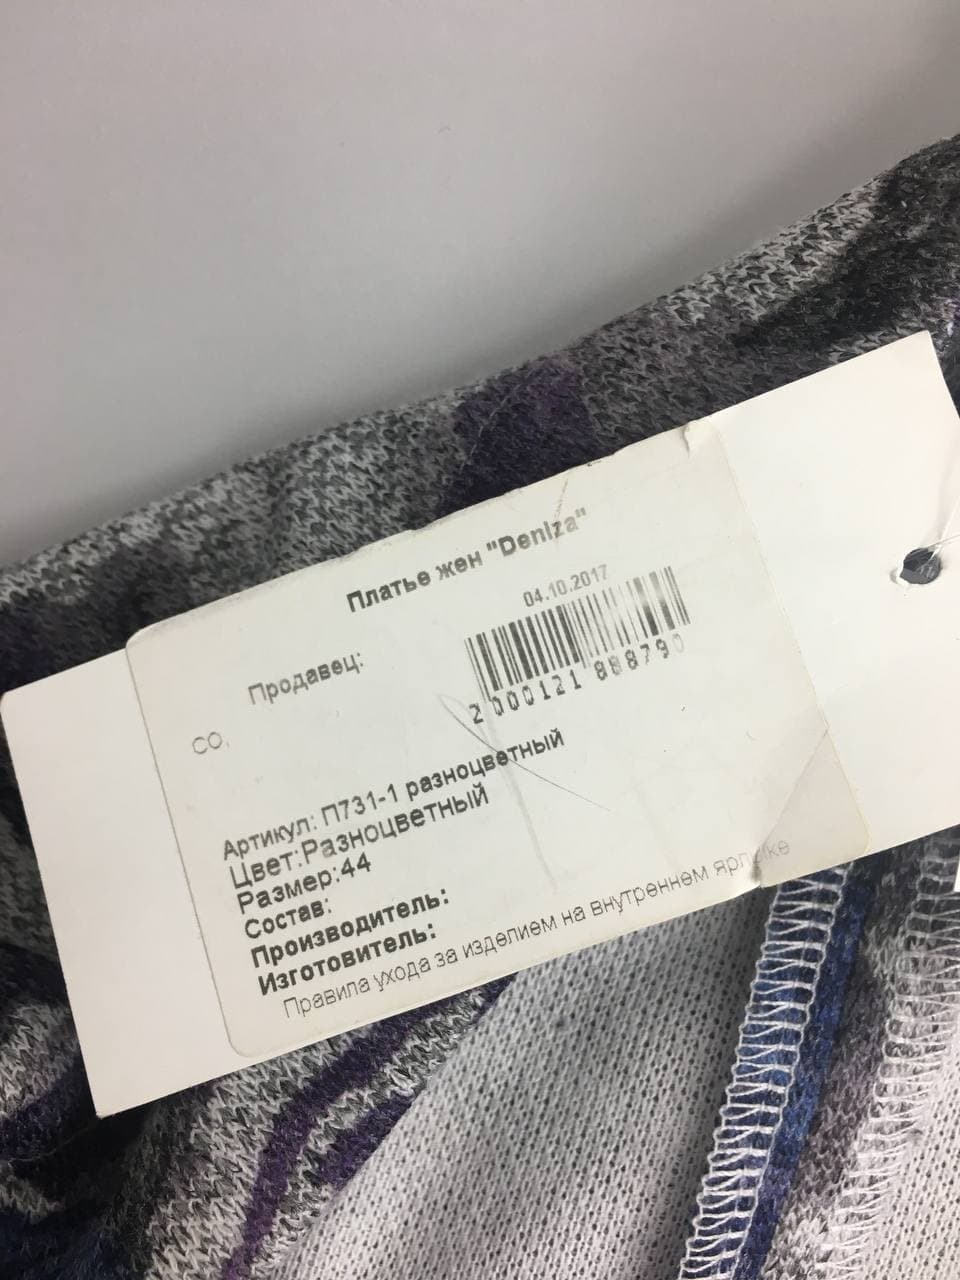 Платье жен "Deniza"
04.10.2017
Продавец:
2 000121 888790
СО,
Артикул: П731-1 разноцветный
Цвет:Разноцветный
Размер:44
Состав:
Производитель:
Изготовитель:
Правила ухода за изделием на внутреннем ярлыке